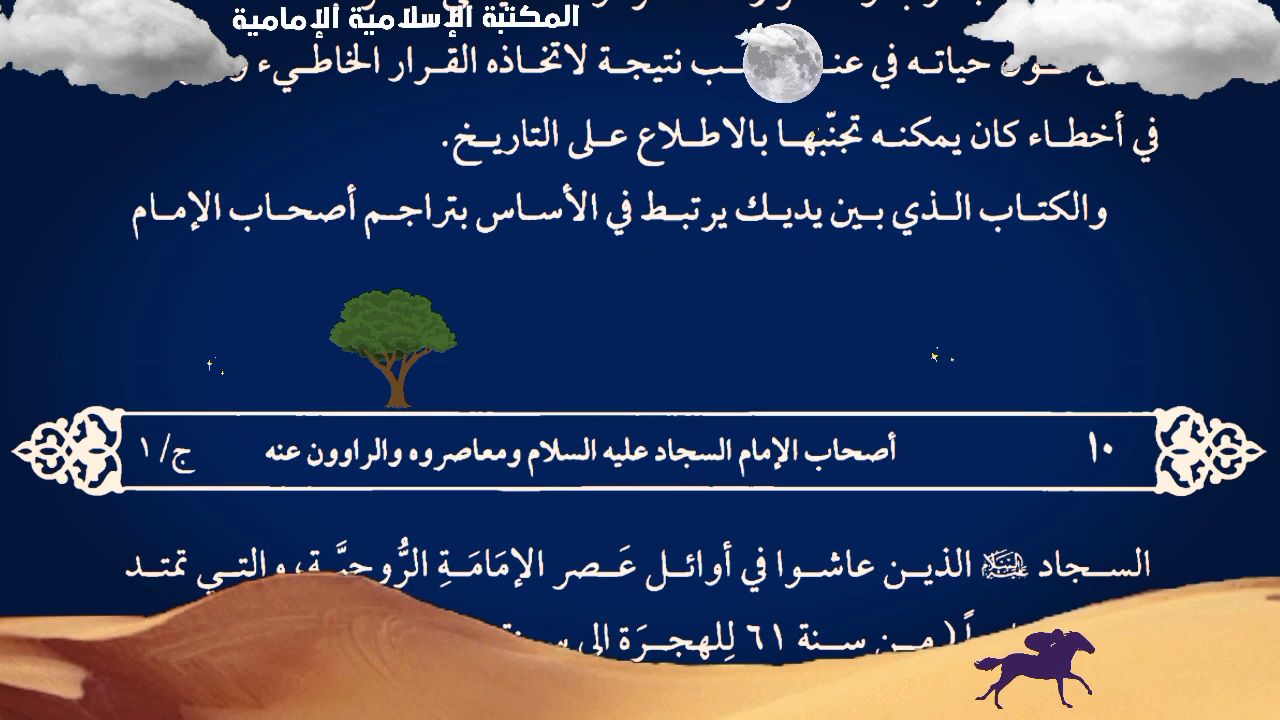 المكتبة الإسلامية الإمامية
حياته في نتيجة لاتخاذه القرار الخاطيء
في أخطاء كان يمكنه تجنّبها بالاطلاع على التاريخ.
والكتاب الذي بين يديك يرتبط في الأساس بتراجم أصحاب الإمام
١٠ أصحاب الإمام السجاد عليه السلام ومعاصروه والراوون عنه ج/١
السجاد عليه السلام الذين عاشوا في أوائل عَصر الإمَامَةِ الرُّوحيَّة، والتي تمتد
(من سنة ٦١ لِلهجرَة إلى سنة